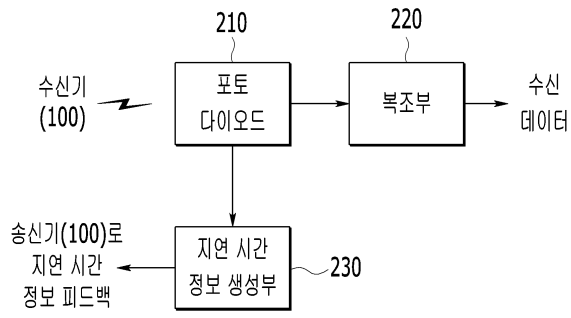 210
220
수신기
(100)
포토
다이오드
복조부
수신
데이터
송신기(100)로
지연 시간
정보 피드백
지연 시간
정보 생성부
230